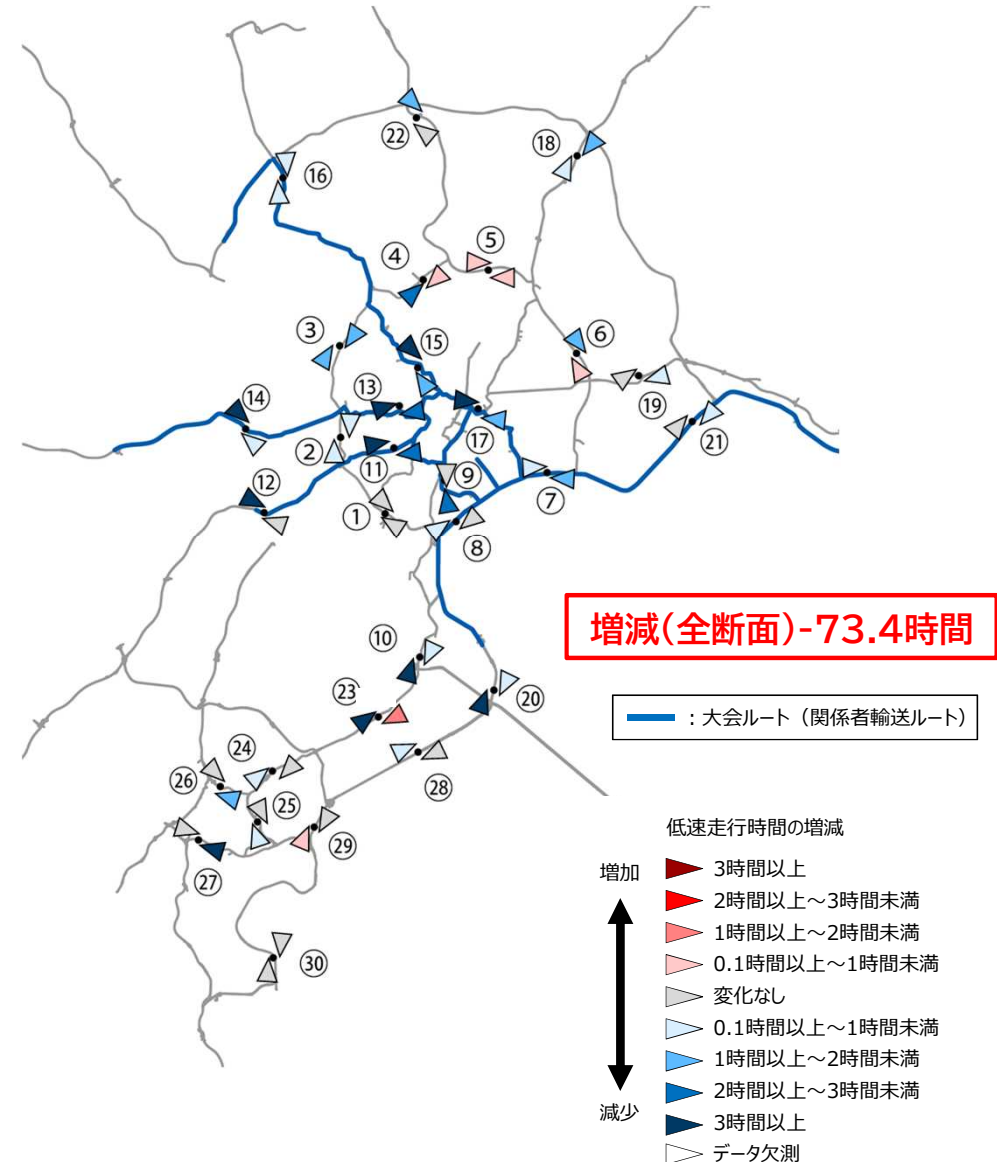 ㉒
⑱
⑯
⑤
④
③
⑥
⑮
⑬
⑭
⑲
㉑
②
⑪
⑰
⑨
⑦
⑫
①
⑧
増減(全断面)-73.4時間
⑩
㉓
⑳
：大会ルート（関係者輸送ルート）
㉔
㉘
㉖
㉕
㉙
㉗
㉚
低速走行時間の増減
増加
3時間以上
2時間以上～3時間未満
1時間以上～2時間未満
0.1時間以上～1時間未満
変化なし
0.1時間以上～1時間未満
1時間以上～2時間未満
2時間以上～3時間未満
減少
3時間以上
データ欠測